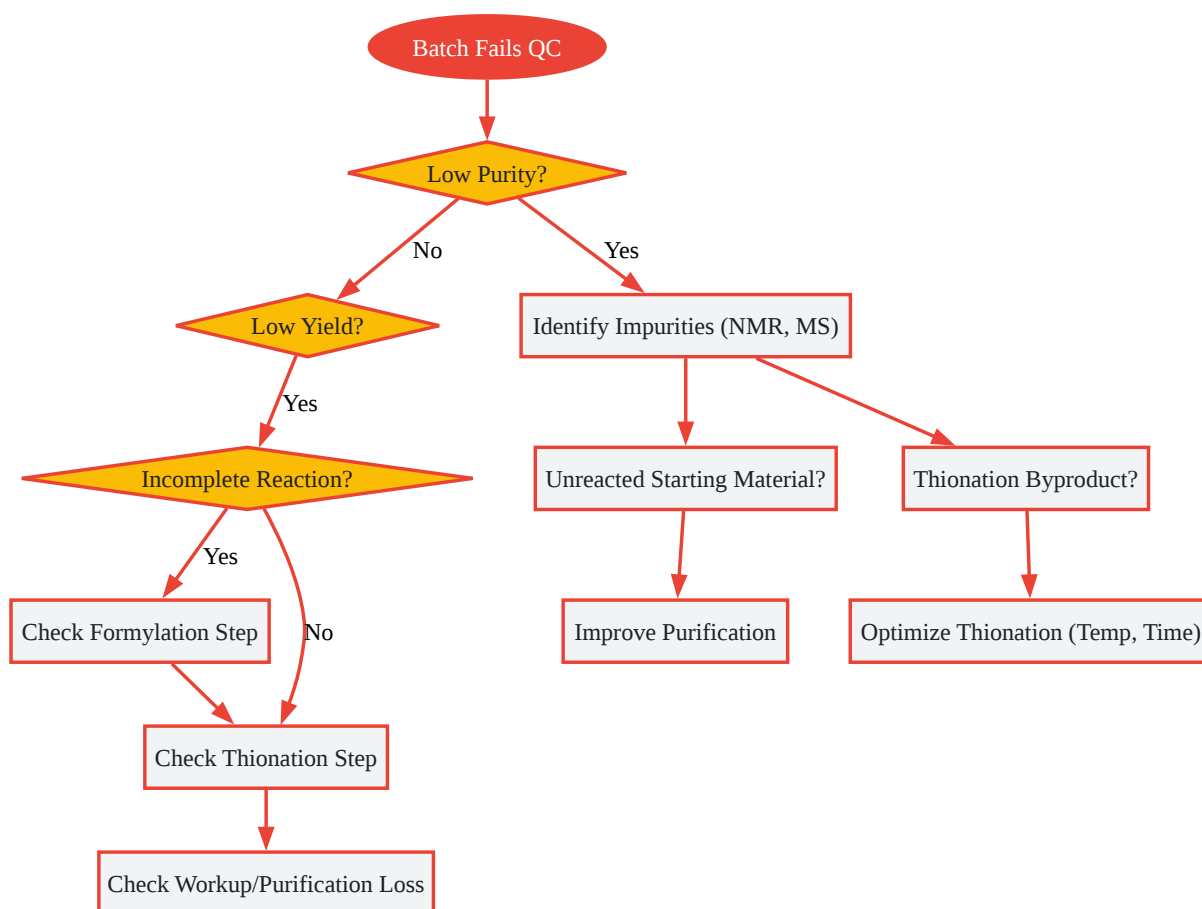 Batch Fails QC
Low Purity?
No
Yes
Low Yield?
Identify Impurities (NMR, MS)
Yes
Incomplete Reaction?
Unreacted Starting Material?
Thionation Byproduct?
Yes
No
Check Formylation Step
Improve Purification
Optimize Thionation (Temp, Time)
Check Thionation Step
Check Workup/Purification Loss